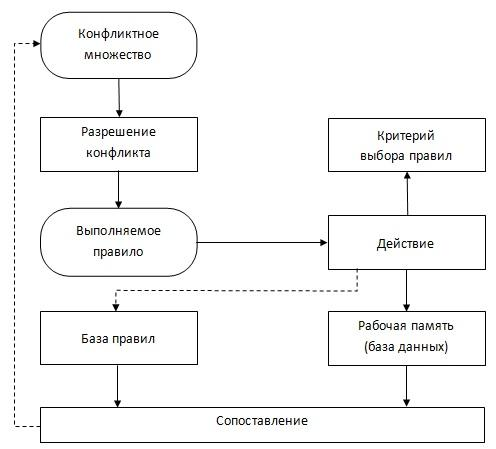 Конфликтное
множество
Разрешение
конфликта
Критерий
выбора правил
Выполняемое
правило
Действие
База правил
Рабочая память
(база данных)
Сопоставление